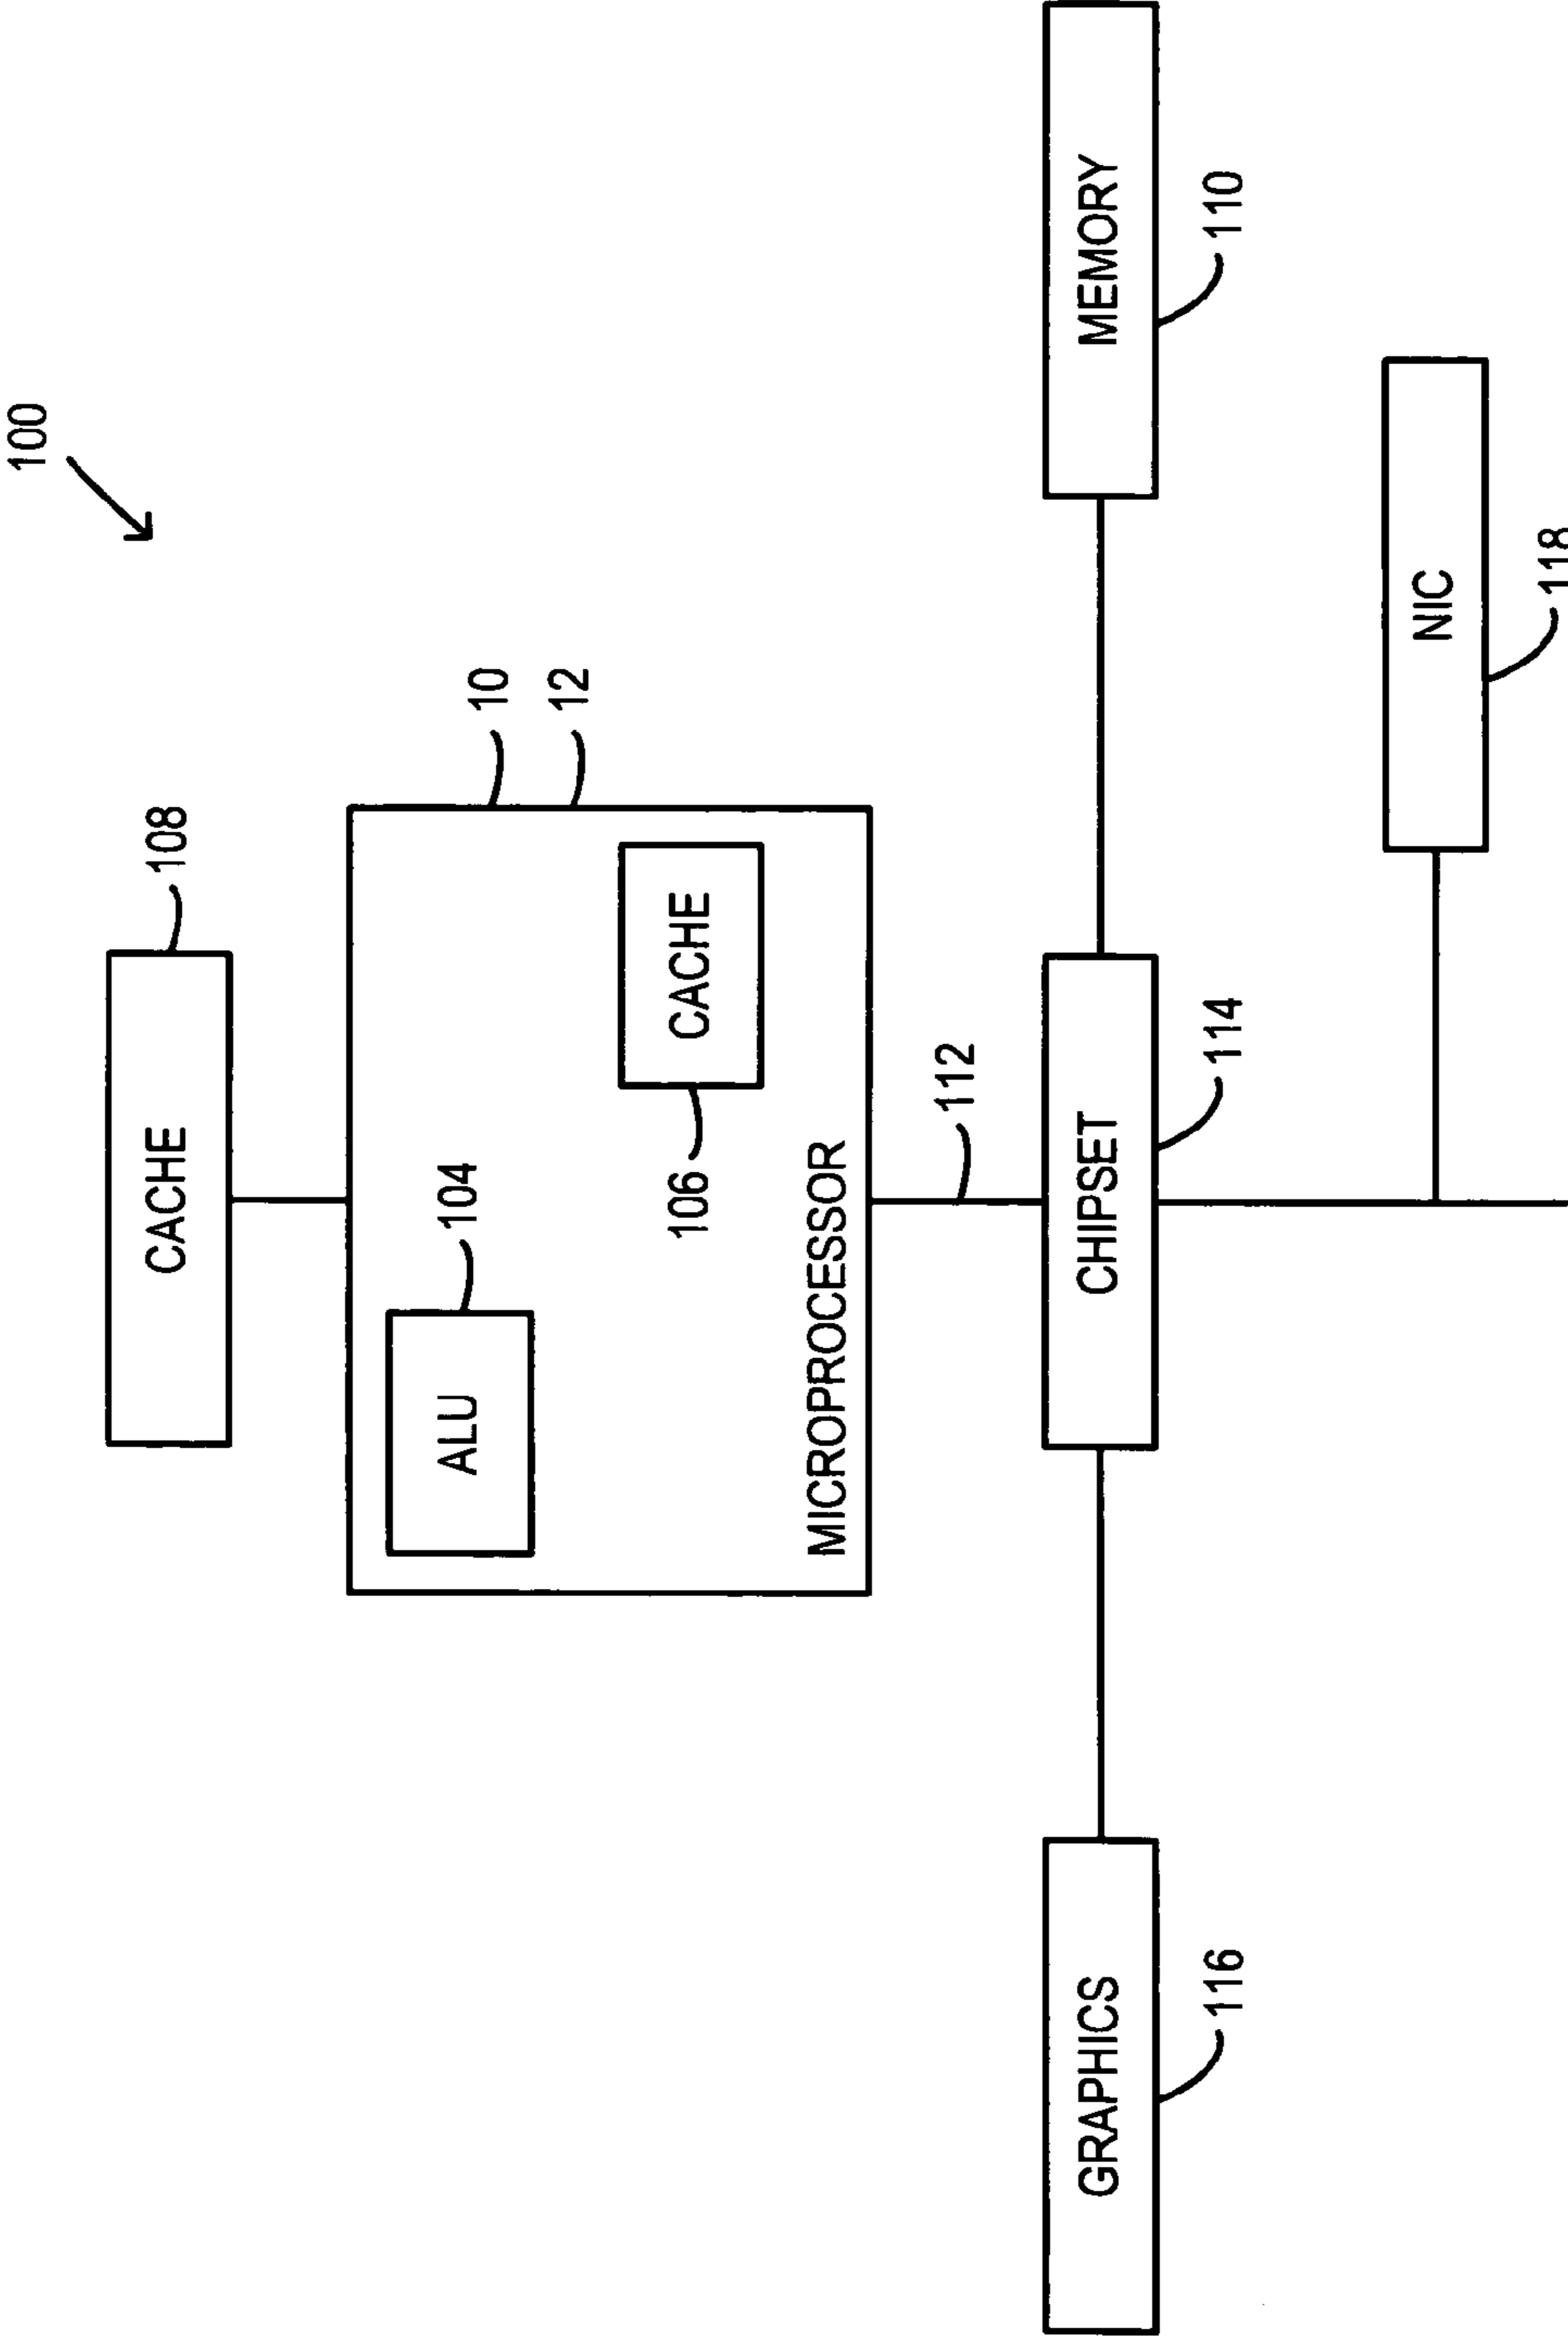 100
CACHE
108
10
12
ALU
104
CACHE
106
MICROPROCESSOR
112
GRAPHICS
116
CHIPSET
114
MEMORY
110
NIC
118